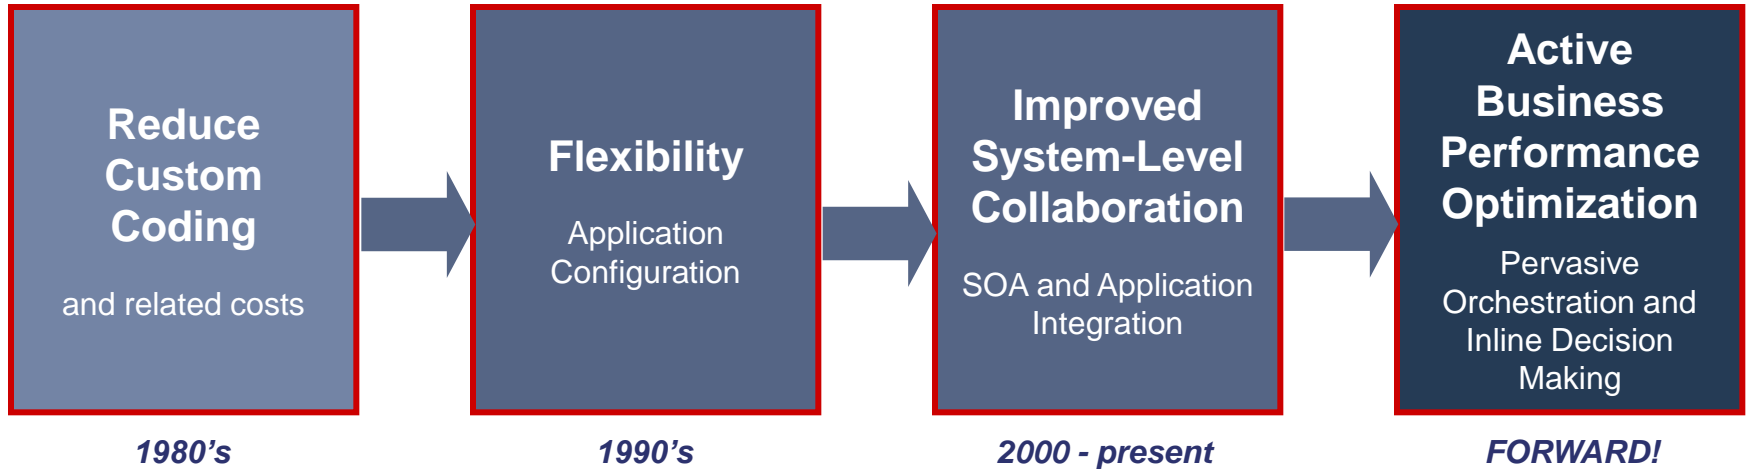 Reduce
Custom
Coding
and related costs
1980's
Flexibility
Application
Configuration
1990's
Improved
System-Level
Collaboration
SOA and Application
Integration
2000 - present
Active
Business
Performance
Optimization
Pervasive
Orchestration and
Inline Decision
Making
FORWARD!